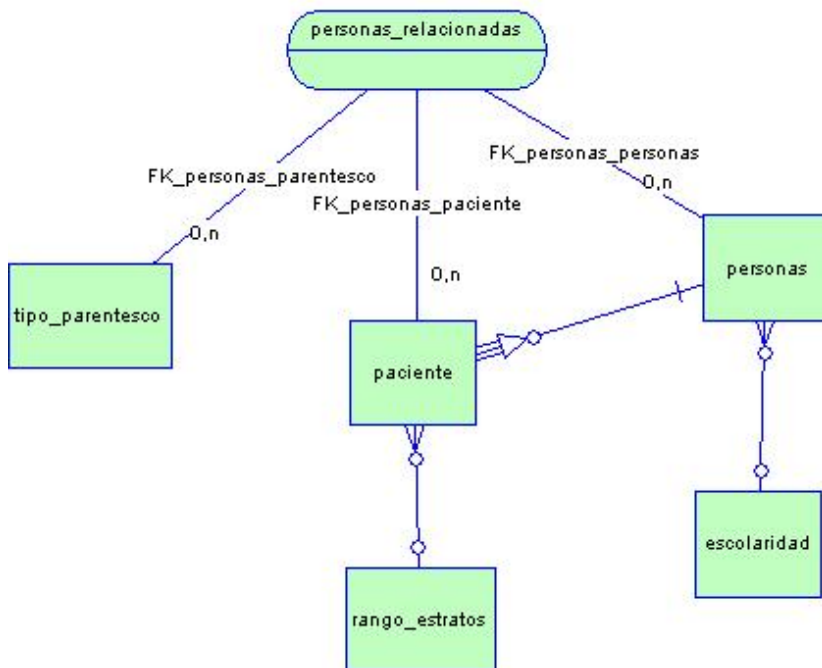 personas_relacionadas
FK_personas_personas
FK_personas_parentesco
0,n
FK_personas_paciente
0,n
personas
0,n
tipo_parentesco
paciente
escolaridad
rango_estratos